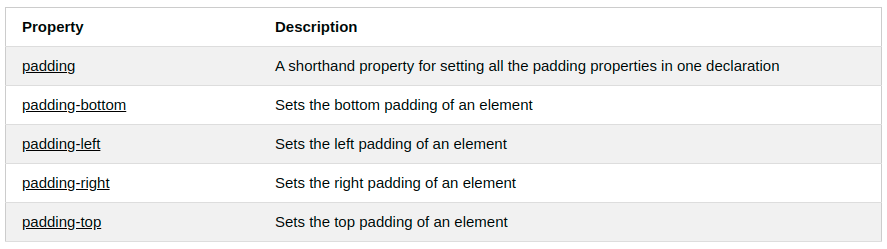 Property Description
padding A shorthand property for setting all the padding properties in one declaration
padding-bottom Sets the bottom padding of an element
padding-left Sets the left padding of an element
padding-right Sets the right padding of an element
padding-top Sets the top padding of an element